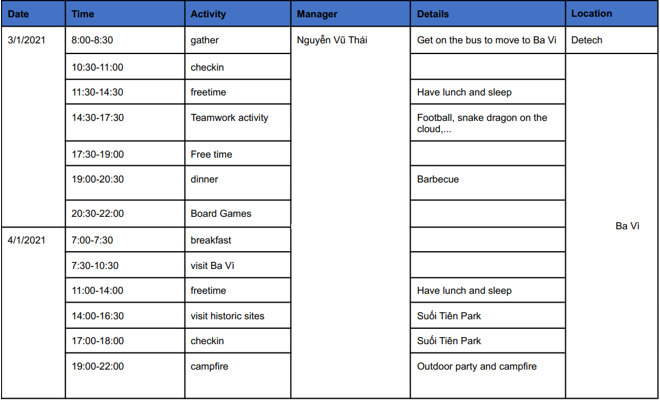 Date Time Activity Manager Details Location
3/1/2021 8:00-8:30 gather Nguyễn Vũ Thái Get on the bus to move to Ba Vì Detech
10:30-11:00 checkin
11:30-14:30 freetime Have lunch and sleep
14:30-17:30 Teamwork activity Football, snake dragon on the
cloud,...
17:30-19:00 Free time
19:00-20:30 dinner Barbecue
20:30-22:00 Board Games
Ba Vì
4/1/2021 7:00-7:30 breakfast
7:30-10:30 visit Ba Vì
11:00-14:00 freetime Have lunch and sleep
14:00-16:30 visit historic sites Suối Tiên Park
17:00-18:00 checkin Suối Tiên Park
19:00-22:00 campfire Outdoor party and campfire